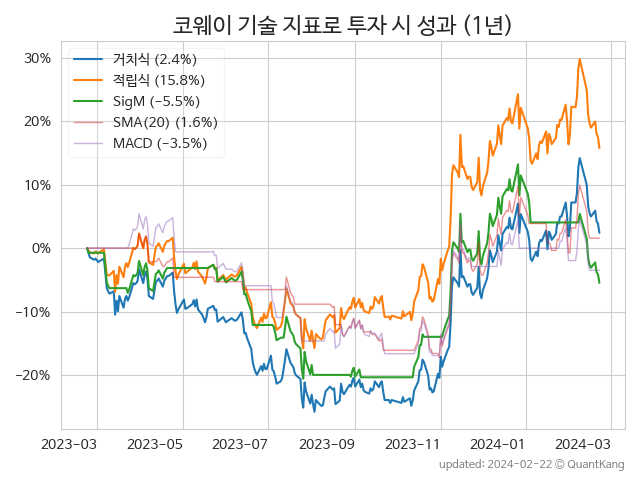 코웨이 기술 지표로 투자 시 성과 (1년)
거치식 (2.4%)
적립식 (15.8%)
SigM (−5.5%)
SMA(20) (1.6%)
MACD (−3.5%)
30%
20%
10%
0%
−10%
−20%
2023-03 2023-05 2023-07 2023-09 2023-11 2024-01 2024-03
updated: 2024-02-22 © QuantKang